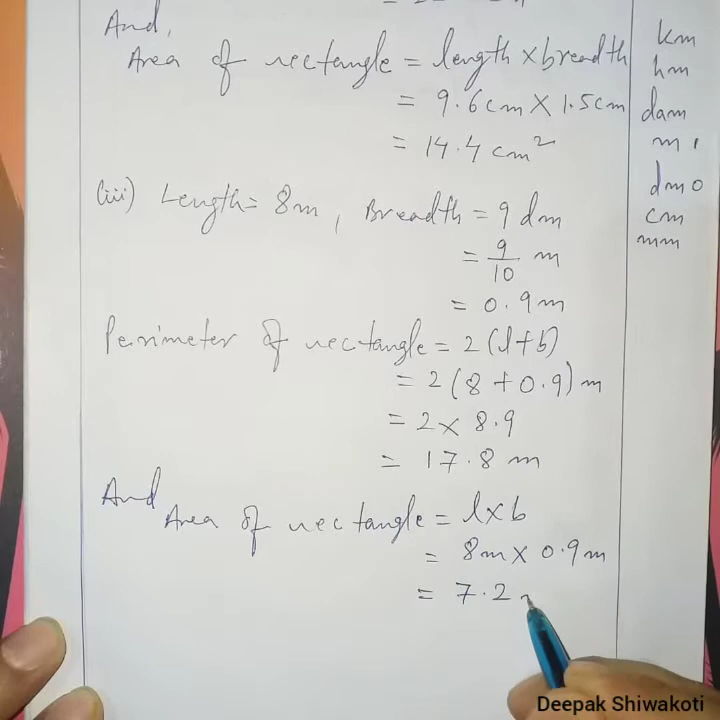 And,
Area of rectangle = length × breadth
= 9.6 cm × 1.5 cm
= 14.4 cm²
(iii) Length = 8m, Breadth = 9 dm
= 9/10 m
= 0.9 m
Perimeter of rectangle = 2(l+b)
= 2(8+0.9) m
= 2 × 8.9
= 17.8 m
And
Area of rectangle = l×b
= 8m × 0.9m
= 7.2
km
hm
dam
m 1
dm 0
cm
mm
Deepak Shiwakoti